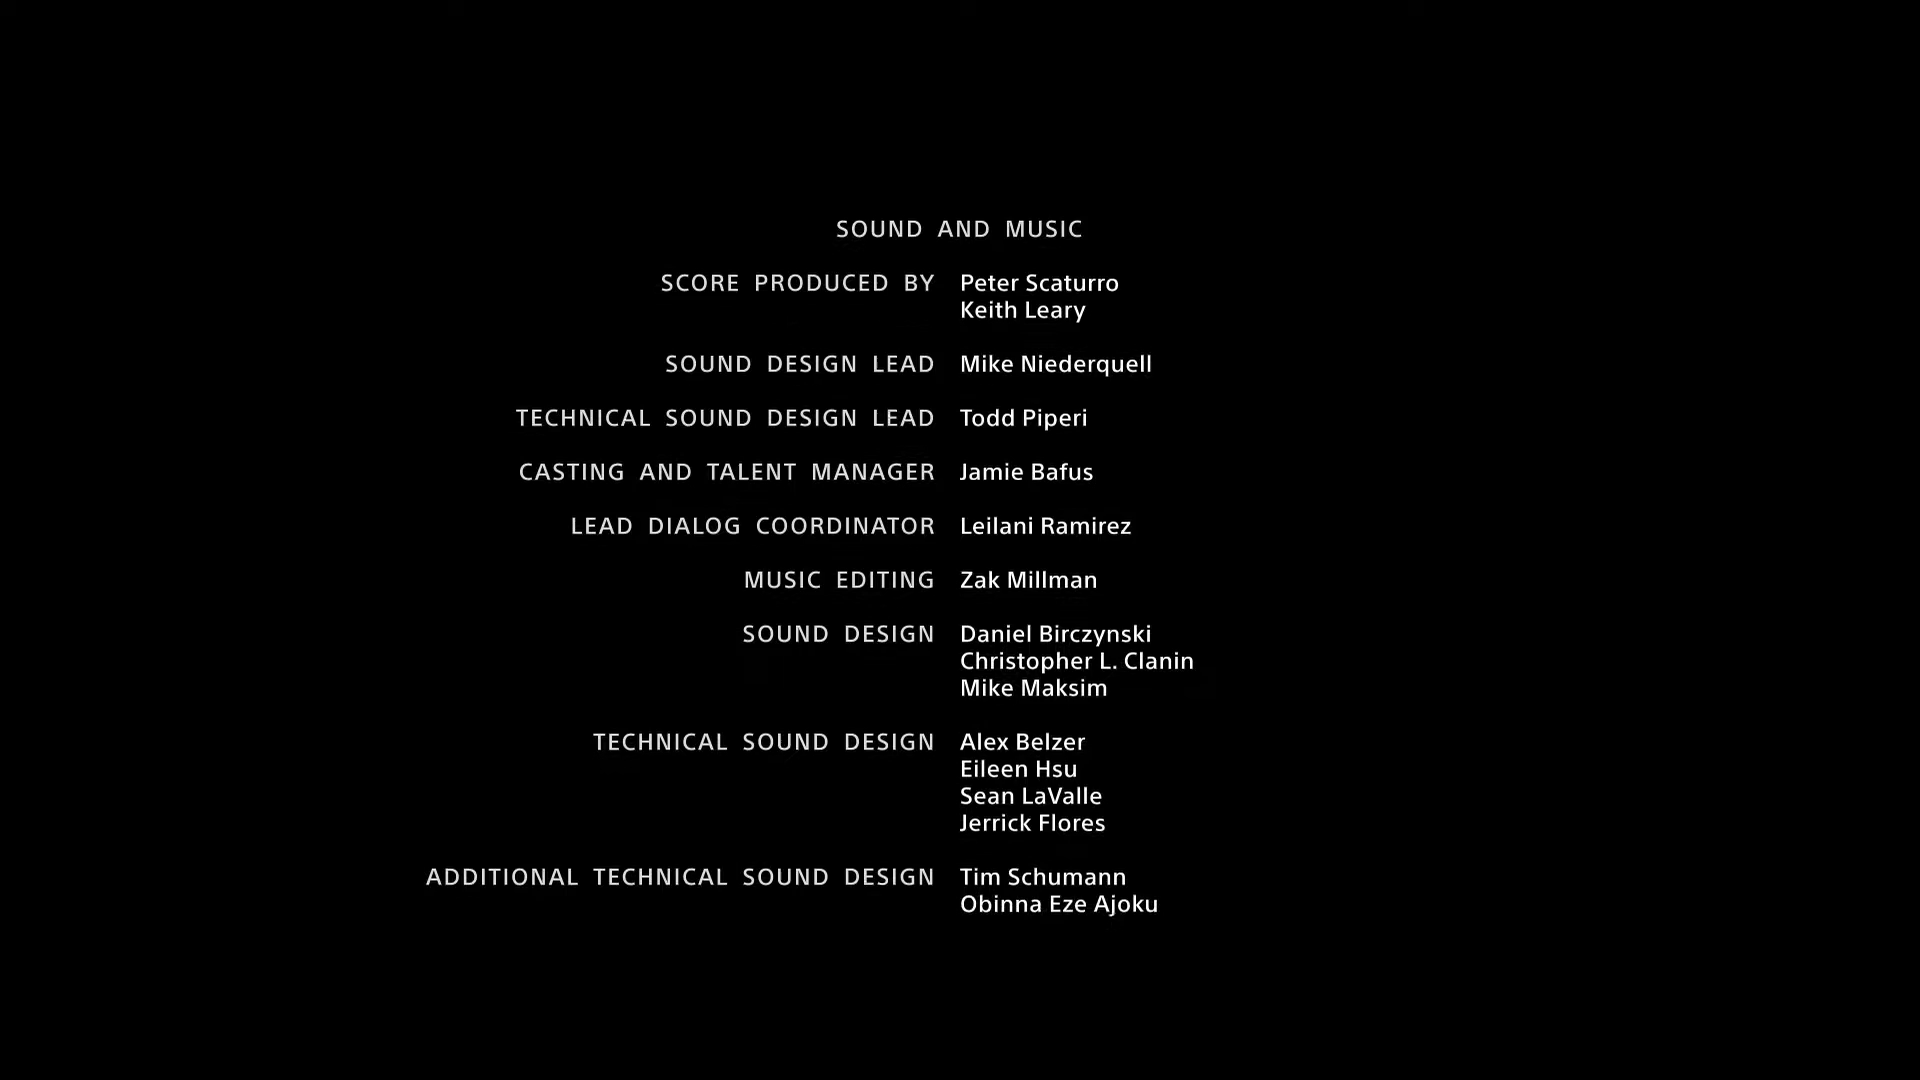 SOUND AND MUSIC
SCORE PRODUCED BY Peter Scaturro
Keith Leary
SOUND DESIGN LEAD Mike Niederquell
TECHNICAL SOUND DESIGN LEAD Todd Piperi
CASTING AND TALENT MANAGER Jamie Bafus
LEAD DIALOG COORDINATOR Leilani Ramirez
MUSIC EDITING Zak Millman
SOUND DESIGN Daniel Birczynski
Christopher L. Clanin
Mike Maksim
TECHNICAL SOUND DESIGN Alex Belzer
Eileen Hsu
Sean LaValle
Jerrick Flores
ADDITIONAL TECHNICAL SOUND DESIGN Tim Schumann
Obinna Eze Ajoku